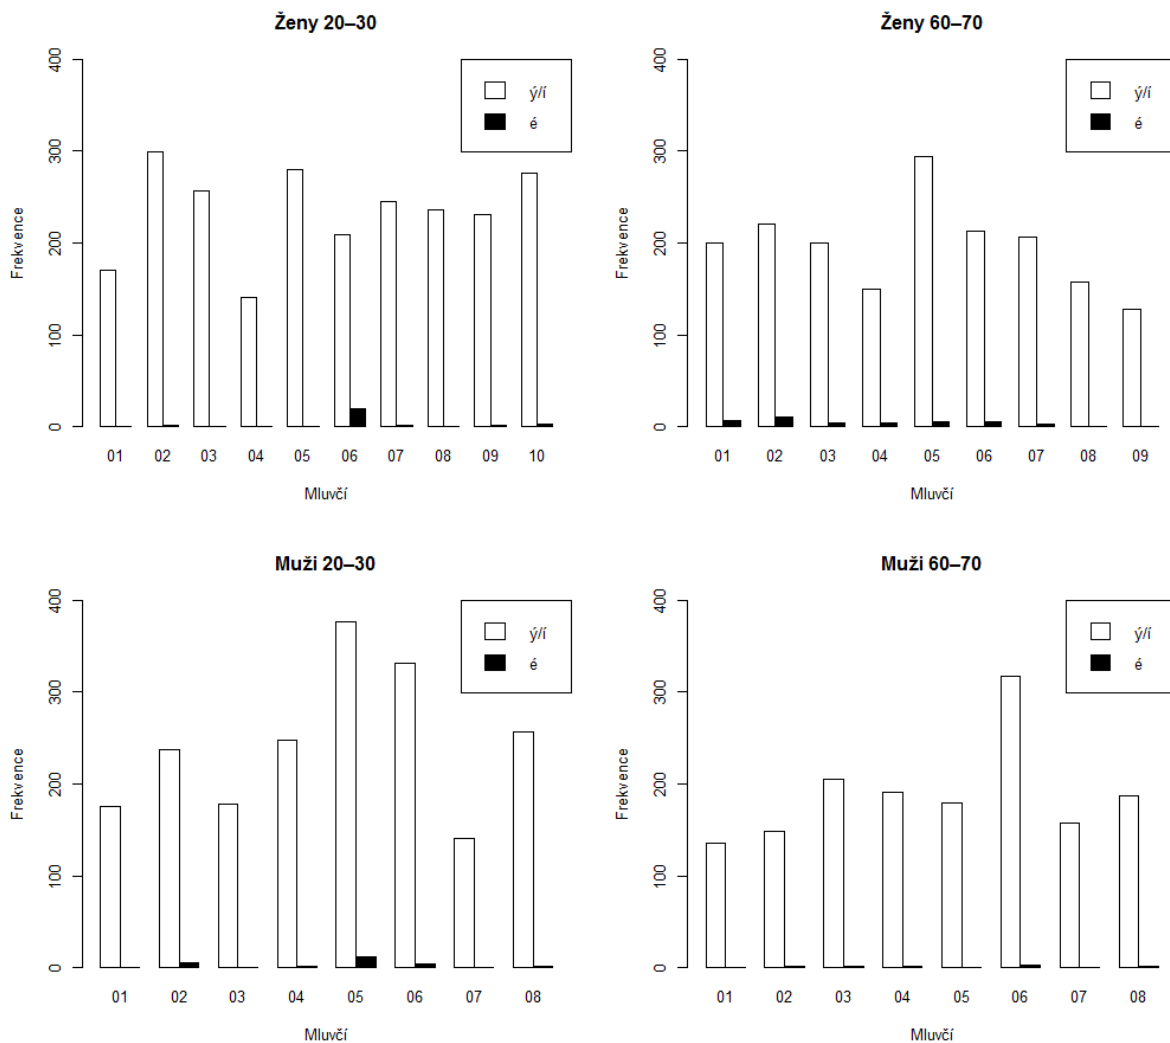 Ženy 20–30
400
300
200
100
0
Frekvence
ý/í
é
01 02 03 04 05 06 07 08 09 10
Mluvčí
Ženy 60–70
400
300
200
100
0
Frekvence
ý/í
é
01 02 03 04 05 06 07 08 09
Mluvčí
Muži 20–30
400
300
200
100
0
Frekvence
ý/í
é
01 02 03 04 05 06 07 08
Mluvčí
Muži 60–70
400
300
200
100
0
Frekvence
ý/í
é
01 02 03 04 05 06 07 08
Mluvčí